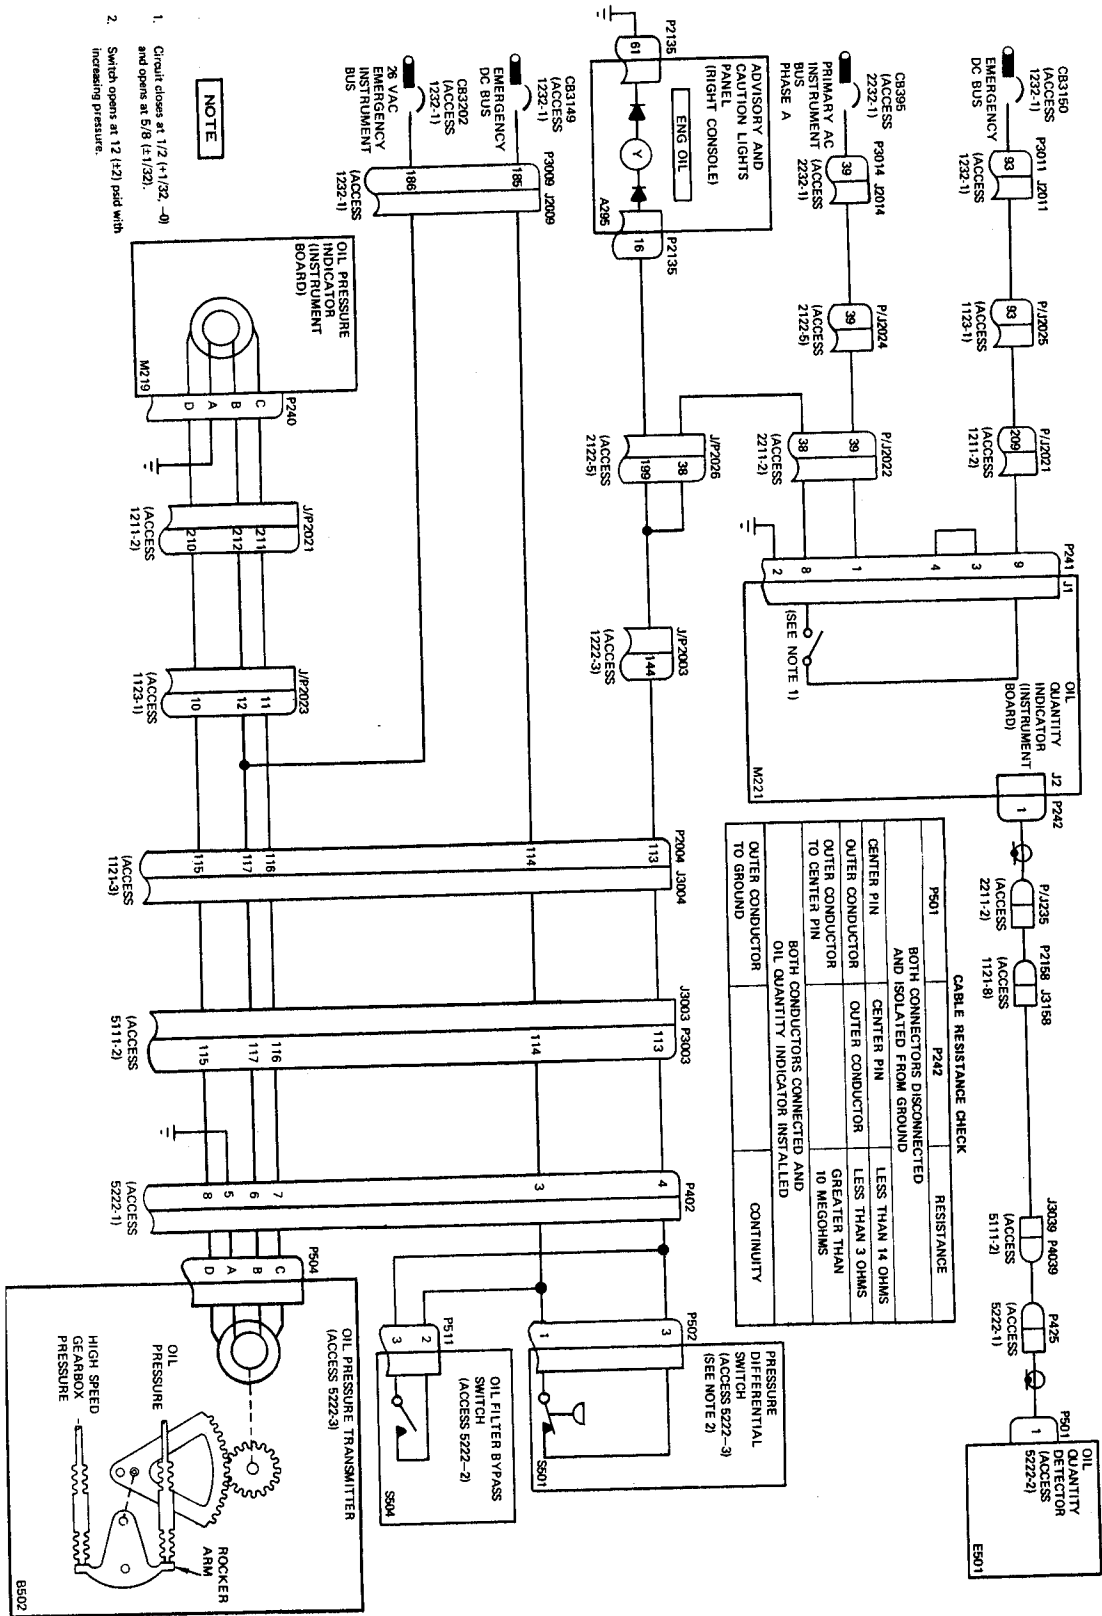 CB3150
(ACCESS
1232-1)
EMERGENCY
DC BUS
P3011 J2011
93
(ACCESS
1232-1)
P/J2025
93
(ACCESS
1123-1)
P/J2021
209
(ACCESS
1211-2)
P241 J1
9
3
4
1
8
2
(SEE NOTE 1)
OIL
QUANTITY
INDICATOR
(INSTRUMENT
BOARD)
M221
J2 P242
1
P/J235
(ACCESS
2211-2)
P2158 J3158
(ACCESS
1121-8)
J3039 P4039
(ACCESS
5111-2)
P425
(ACCESS
5222-1)
P501
1
OIL
QUANTITY
DETECTOR
(ACCESS
5222-2)
E501
CB395
(ACCESS
2232-1)
PRIMARY AC
INSTRUMENT
BUS
PHASE A
P3014 J2014
39
(ACCESS
2232-1)
P/J2024
39
(ACCESS
2122-5)
P/J2022
39
38
(ACCESS
2211-2)
CABLE RESISTANCE CHECK
P501 P242 RESISTANCE
BOTH CONNECTORS DISCONNECTED
AND ISOLATED FROM GROUND
CENTER PIN CENTER PIN LESS THAN 14 OHMS
OUTER CONDUCTOR OUTER CONDUCTOR LESS THAN 3 OHMS
OUTER CONDUCTOR
TO CENTER PIN GREATER THAN
10 MEGOHMS
BOTH CONDUCTORS CONNECTED AND
OIL QUANTITY INDICATOR INSTALLED
OUTER CONDUCTOR
TO GROUND CONTINUITY
P2135
61
ADVISORY AND
CAUTION LIGHTS
PANEL
(RIGHT CONSOLE)
ENG OIL
Y
A295
P2135
16
J/P2026
38
199
(ACCESS
2122-5)
J/P2003
144
(ACCESS
1222-3)
CB3149
(ACCESS
1232-1)
EMERGENCY
DC BUS
CB3202
(ACCESS
1232-1)
26 VAC
EMERGENCY
INSTRUMENT
BUS
P3009 J2009
185
186
(ACCESS
1232-1)
P2004 J3004
113
114
116
117
115
(ACCESS
1121-3)
J3003 P3003
113
114
116
117
115
(ACCESS
5111-2)
P402
4
3
7
6
5
8
(ACCESS
5222-1)
P502
3
1
PRESSURE
DIFFERENTIAL
SWITCH
(ACCESS 5222-3)
(SEE NOTE 2)
S501
P511
2
3
OIL FILTER BYPASS
SWITCH
(ACCESS 5222-2)
S504
OIL PRESSURE
INDICATOR
(INSTRUMENT
BOARD)
M219
P240
C
B
A
D
J/P2021
211
212
210
(ACCESS
1211-2)
J/P2023
11
12
10
(ACCESS
1123-1)
P504
C
B
A
D
OIL PRESSURE TRANSMITTER
(ACCESS 5222-3)
OIL
PRESSURE
HIGH SPEED
GEARBOX
PRESSURE
ROCKER
ARM
B502
NOTE
1. Circuit closes at 1/2 (+1/32, -0)
and opens at 5/8 (±1/32).
2. Switch opens at 12 (±2) psid with
increasing pressure.